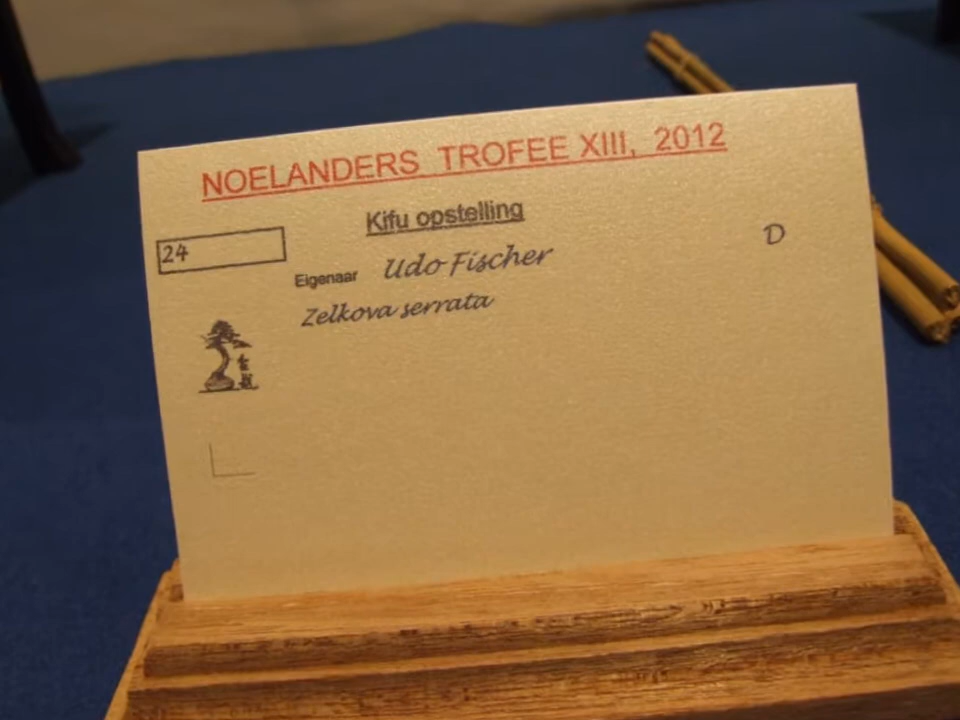 NOELANDERS TROFEE XIII, 2012
Kifu opstelling
24
Eigenaar Udo Fischer D
Zelkova serrata